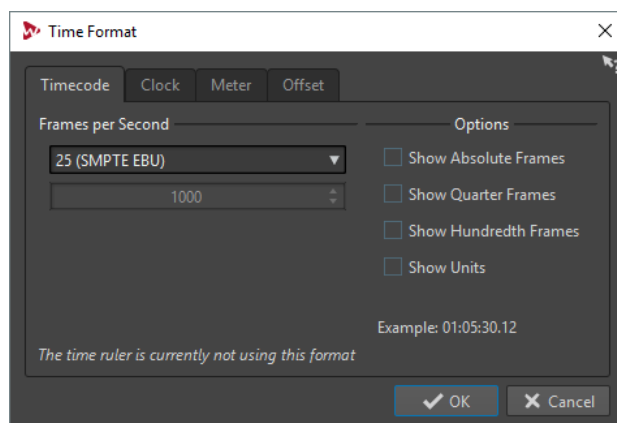 Time Format
Timecode Clock Meter Offset
Frames per Second
25 (SMPTE EBU)
1000
Options
Show Absolute Frames
Show Quarter Frames
Show Hundredth Frames
Show Units
Example: 01:05:30.12
The time ruler is currently not using this format
OK Cancel